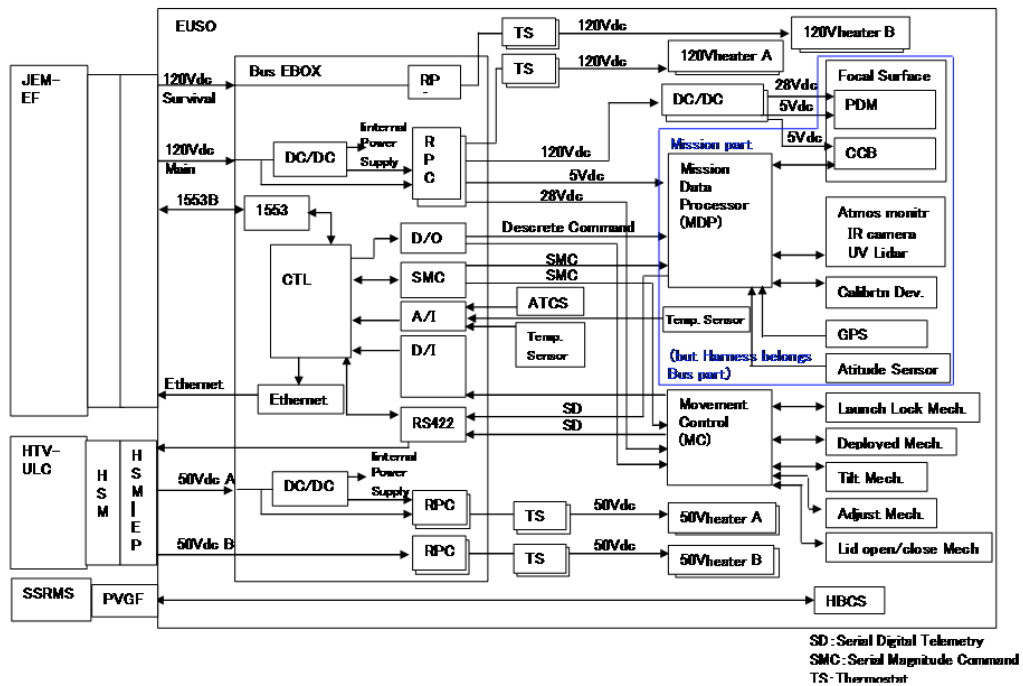 EUSO
TS
120Vdc
120Vheater B
JEM-
EF
120Vdc
Survival
Bus EBOX
RP
-
TS
120Vdc
120Vheater A
DC/DC
28Vdc
5Vdc
5Vdc
Focal Surface
PDM
CCB
120Vdc
Main
DC/DC
Iinternal
Power
Supply
R
P
C
120Vdc
5Vdc
28Vdc
Mission part
Mission
Data
Processor
(MDP)
1553B
1553
D/O
Descrete Command
Atmos monitr
IR camera
UV Lidar
CTL
SMC
SMC
SMC
Calibrtn Dev.
A/I
ATCS
Temp. Sensor
GPS
D/I
Temp.
Sensor
(but Harness belongs
Bus part)
Atitude Sensor
Ethernet
Ethernet
RS422
SD
SD
Movement
Control
(MC)
Launch Lock Mech.
Deployed Mech.
Tilt Mech.
Adjust Mech.
Lid open/close Mech
HTV-
ULC
H
S
M
H
S
M
I
E
P
50Vdc A
DC/DC
Iinternal
Power
Supply
RPC
TS
50Vdc
50Vheater A
50Vdc B
RPC
TS
50Vdc
50Vheater B
SSRMS
PVGF
HBCS
SD:Serial Digital Telemetry
SMC:Serial Magnitude Command
TS:Thermostat